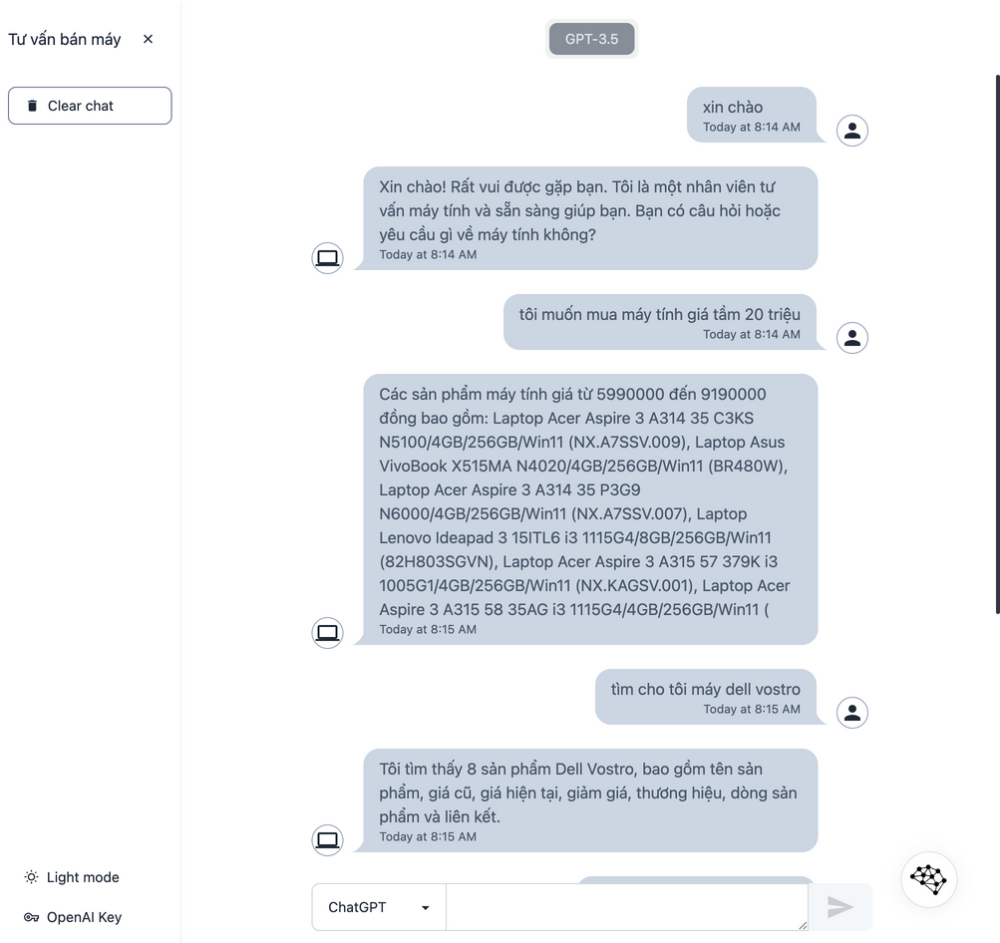 Tư vấn bán máy
Clear chat
GPT-3.5
xin chào
Today at 8:14 AM
Xin chào! Rất vui được gặp bạn. Tôi là một nhân viên tư
vấn máy tính và sẵn sàng giúp bạn. Bạn có câu hỏi hoặc
yêu cầu gì về máy tính không?
Today at 8:14 AM
tôi muốn mua máy tính giá tầm 20 triệu
Today at 8:14 AM
Các sản phẩm máy tính giá từ 5990000 đến 9190000
đồng bao gồm: Laptop Acer Aspire 3 A314 35 C3KS
N5100/4GB/256GB/Win11 (NX.A7SSV.009), Laptop Asus
VivoBook X515MA N4020/4GB/256GB/Win11 (BR480W),
Laptop Acer Aspire 3 A314 35 P3G9
N6000/4GB/256GB/Win11 (NX.A7SSV.007), Laptop
Lenovo Ideapad 3 15ITL6 i3 1115G4/8GB/256GB/Win11
(82H803SGVN), Laptop Acer Aspire 3 A315 57 379K i3
1005G1/4GB/256GB/Win11 (NX.KAGSV.001), Laptop Acer
Aspire 3 A315 58 35AG i3 1115G4/4GB/256GB/Win11 (
Today at 8:15 AM
tìm cho tôi máy dell vostro
Today at 8:15 AM
Tôi tìm thấy 8 sản phẩm Dell Vostro, bao gồm tên sản
phẩm, giá cũ, giá hiện tại, giảm giá, thương hiệu, dòng sản
phẩm và liên kết.
Today at 8:15 AM
Light mode
OpenAI Key
ChatGPT